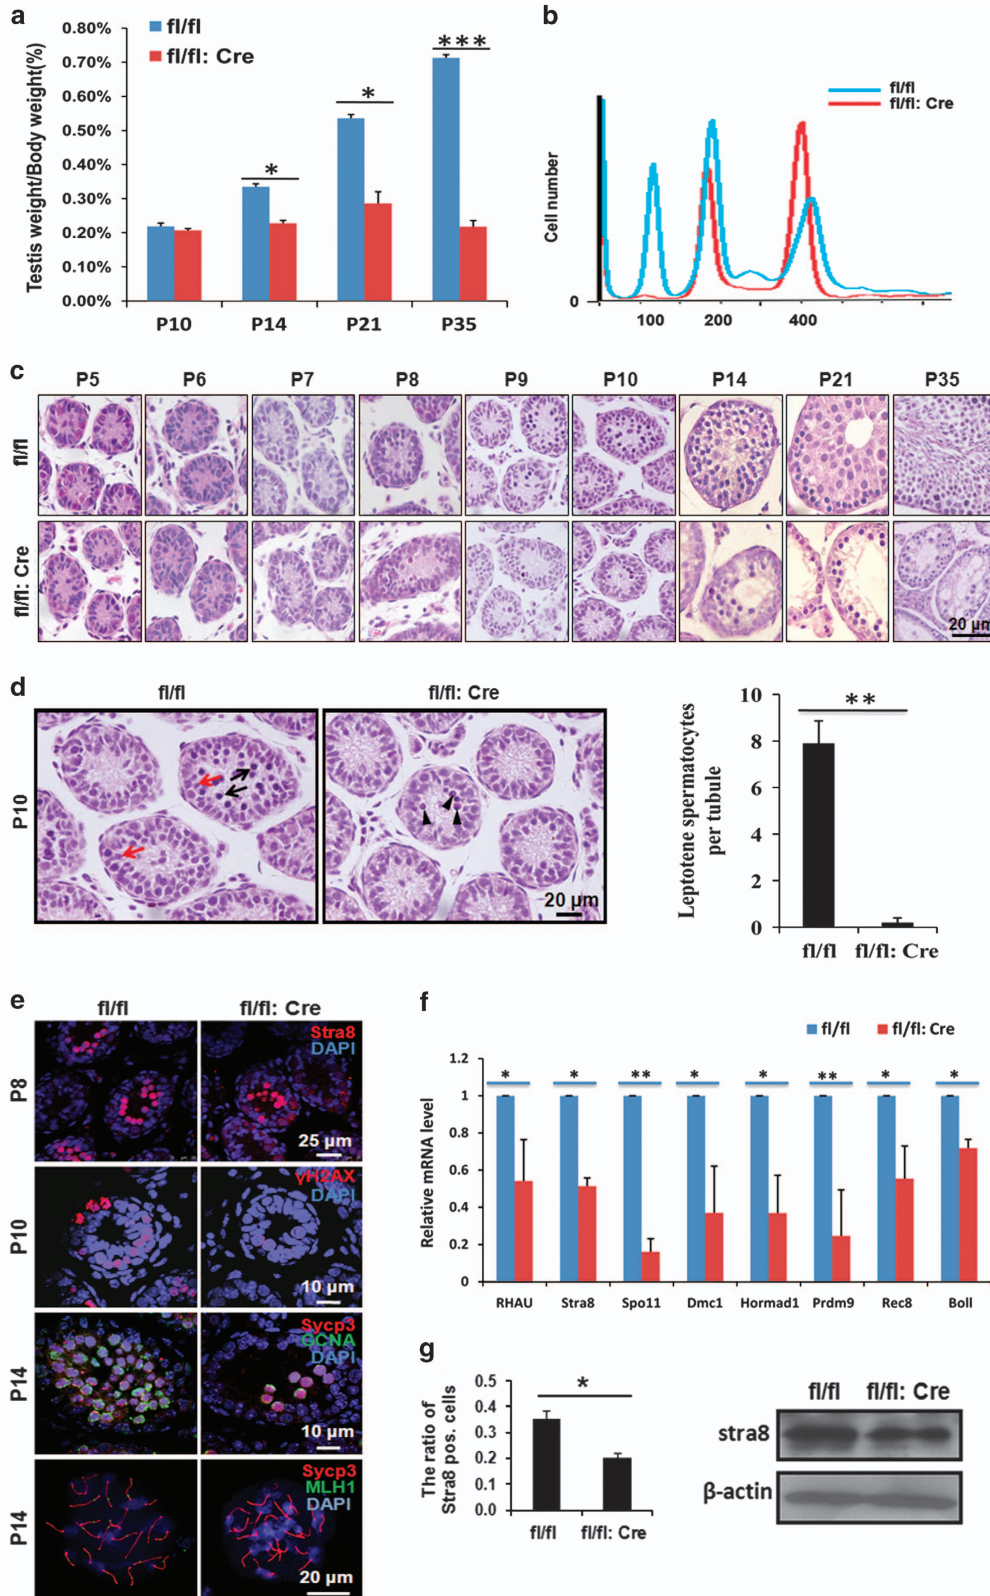 a
fl/fl
fl/fl: Cre
Testis weight/Body weight(%)
0.80%
0.70%
0.60%
0.50%
0.40%
0.30%
0.20%
0.10%
0.00%
*
*
***
P10 P14 P21 P35
b
fl/fl
fl/fl: Cre
Cell number
0
100 200 400
c
P5 P6 P7 P8 P9 P10 P14 P21 P35
fl/fl
fl/fl: Cre
20 µm
d
fl/fl fl/fl: Cre
P10
20 µm
Leptotene spermatocytes
per tubule
10
8
6
4
2
0
**
fl/fl fl/fl: Cre
e
fl/fl fl/fl: Cre
P8
Stra8
DAPI
25 µm
P10
γH2AX
DAPI
10 µm
P14
Sycp3
GCNA
DAPI
10 µm
P14
Sycp3
MLH1
DAPI
20 µm
f
fl/fl fl/fl: Cre
Relative mRNA level
1.2
1
0.8
0.6
0.4
0.2
0
* * ** * * ** * *
RHAU Stra8 Spo11 Dmc1 Hormad1 Prdm9 Rec8 Boll
g
The ratio of
Stra8 pos. cells
0.5
0.4
0.3
0.2
0.1
0.0
*
fl/fl fl/fl: Cre
fl/fl fl/fl: Cre
stra8
β-actin